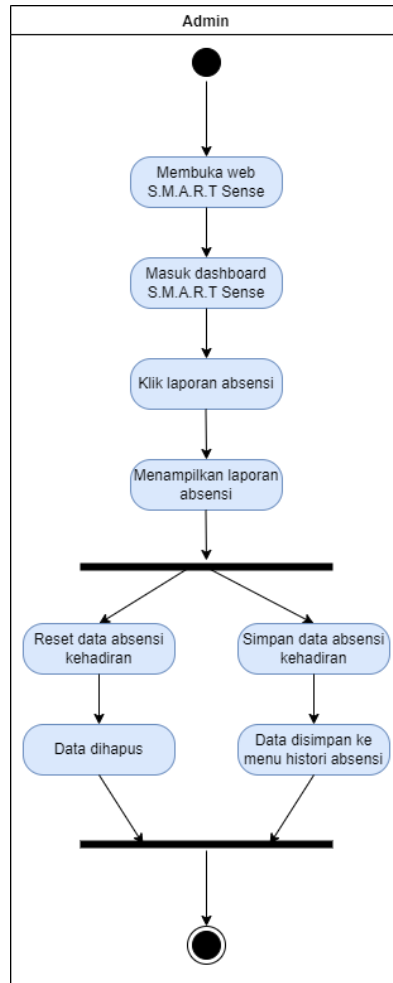 Admin
Membuka web
S.M.A.R.T Sense
Masuk dashboard
S.M.A.R.T Sense
Klik laporan absensi
Menampilkan laporan
absensi
Reset data absensi
kehadiran
Simpan data absensi
kehadiran
Data dihapus
Data disimpan ke
menu histori absensi